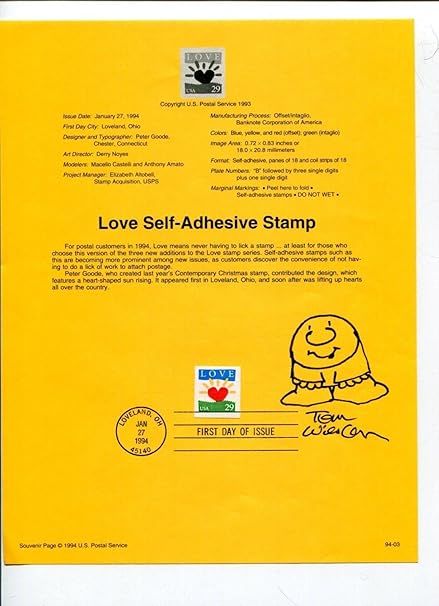 LOVE
USA 29
Copyright U.S. Postal Service 1993
Issue Date: January 27, 1994
First Day City: Loveland, Ohio
Designer and Typographer: Peter Goode,
Chester, Connecticut
Art Director: Derry Noyes
Modelers: Macello Castelli and Anthony Amato
Project Manager: Elizabeth Altobell,
Stamp Acquisition, USPS
Manufacturing Process: Offset/intaglio,
Banknote Corporation of America
Colors: Blue, yellow, and red (offset); green (intaglio)
Image Area: 0.72 × 0.83 inches or
18.0 × 20.8 millimeters
Format: Self-adhesive, panes of 18 and coil strips of 18
Plate Numbers: "B" followed by three single digits
plus one single digit
Marginal Markings: • Peel here to fold •
Self-adhesive stamps • DO NOT WET •
Love Self-Adhesive Stamp
For postal customers in 1994, Love means never having to lick a stamp ... at least for those who
choose this version of the three new additions to the Love stamp series. Self-adhesive stamps such as
this are becoming more prominent among new issues, as customers discover the convenience of not hav-
ing to do a lick of work to attach postage.
Peter Goode, who created last year's Contemporary Christmas stamp, contributed the design, which
features a heart-shaped sun rising. It appeared first in Loveland, Ohio, and soon after was lifting up hearts
all over the country.
LOVE
USA 29
LOVELAND, OH
JAN
27
1994
45140
FIRST DAY OF ISSUE
Tom
Wilson
Souvenir Page © 1994 U.S. Postal Service
94-03